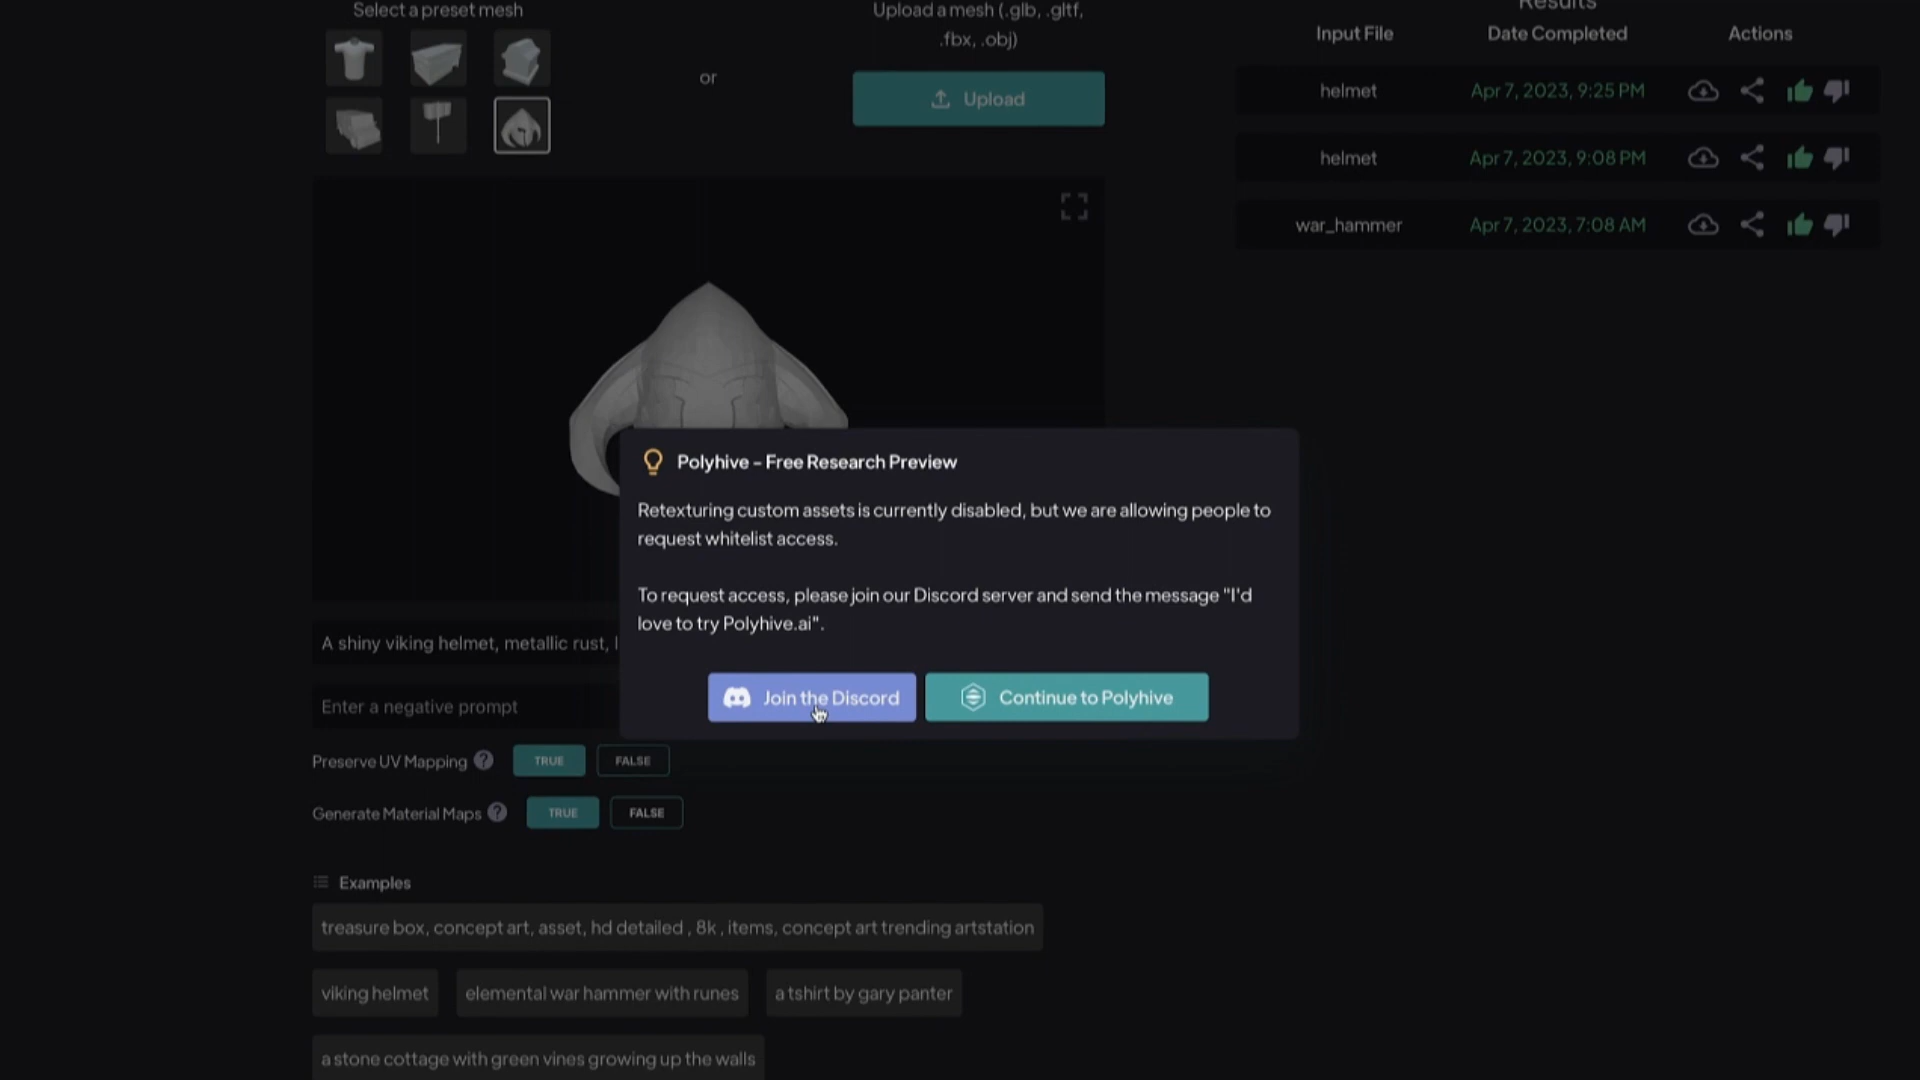 Select a preset mesh
Upload a mesh (.glb, .gltf,
.fbx, .obj)
or
Upload
Results
Input File Date Completed Actions
helmet Apr 7, 2023, 9:25 PM
helmet Apr 7, 2023, 9:08 PM
war_hammer Apr 7, 2023, 7:08 AM
Polyhive – Free Research Preview
Retexturing custom assets is currently disabled, but we are allowing people to
request whitelist access.
To request access, please join our Discord server and send the message "I'd
love to try Polyhive.ai".
Join the Discord
Continue to Polyhive
A shiny viking helmet, metallic rust,
Enter a negative prompt
Preserve UV Mapping ? TRUE FALSE
Generate Material Maps ? TRUE FALSE
Examples
treasure box, concept art, asset, hd detailed , 8k , items, concept art trending artstation
viking helmet
elemental war hammer with runes
a tshirt by gary panter
a stone cottage with green vines growing up the walls